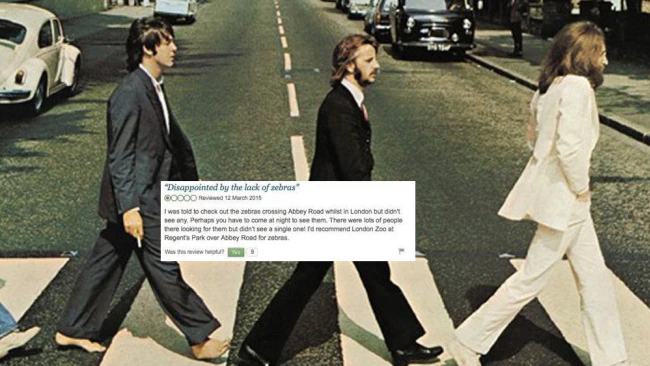 "Disappointed by the lack of zebras"
Reviewed 12 March 2015
I was told to check out the zebras crossing Abbey Road whilst in London but didn't
see any. Perhaps you have to come at night to see them. There were lots of people
there looking for them but didn't see a single one! I'd recommend London Zoo at
Regent's Park over Abbey Road for zebras.
Was this review helpful? Yes 9